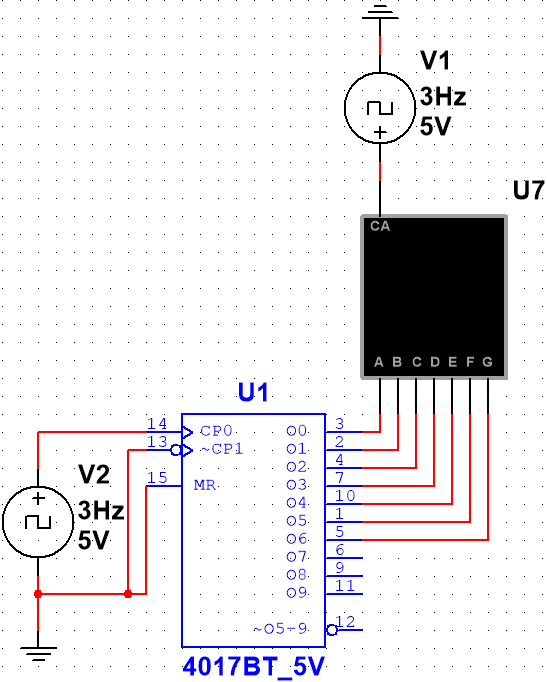 V1
3Hz
5V
U7
CA
A B C D E F G
U1
14 CP0 O0 3
13 ~CP1 O1 2
O2 4
15 MR O3 7
O4 10
O5 1
O6 5
O7 6
O8 9
O9 11
~O5-9 12
V2
3Hz
5V
4017BT_5V